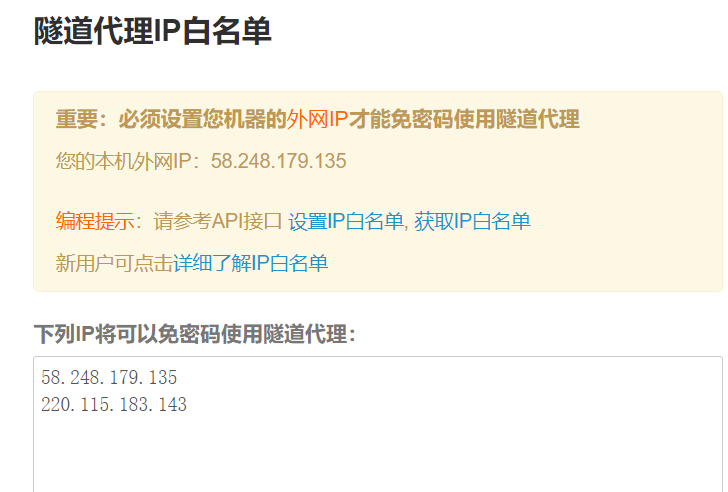 隧道代理IP白名单
重要：必须设置您机器的外网IP才能免密码使用隧道代理
您的本机外网IP：58.248.179.135
编程提示：请参考API接口 设置IP白名单, 获取IP白名单
新用户可点击详细了解IP白名单
下列IP将可以免密码使用隧道代理：
58.248.179.135
220.115.183.143